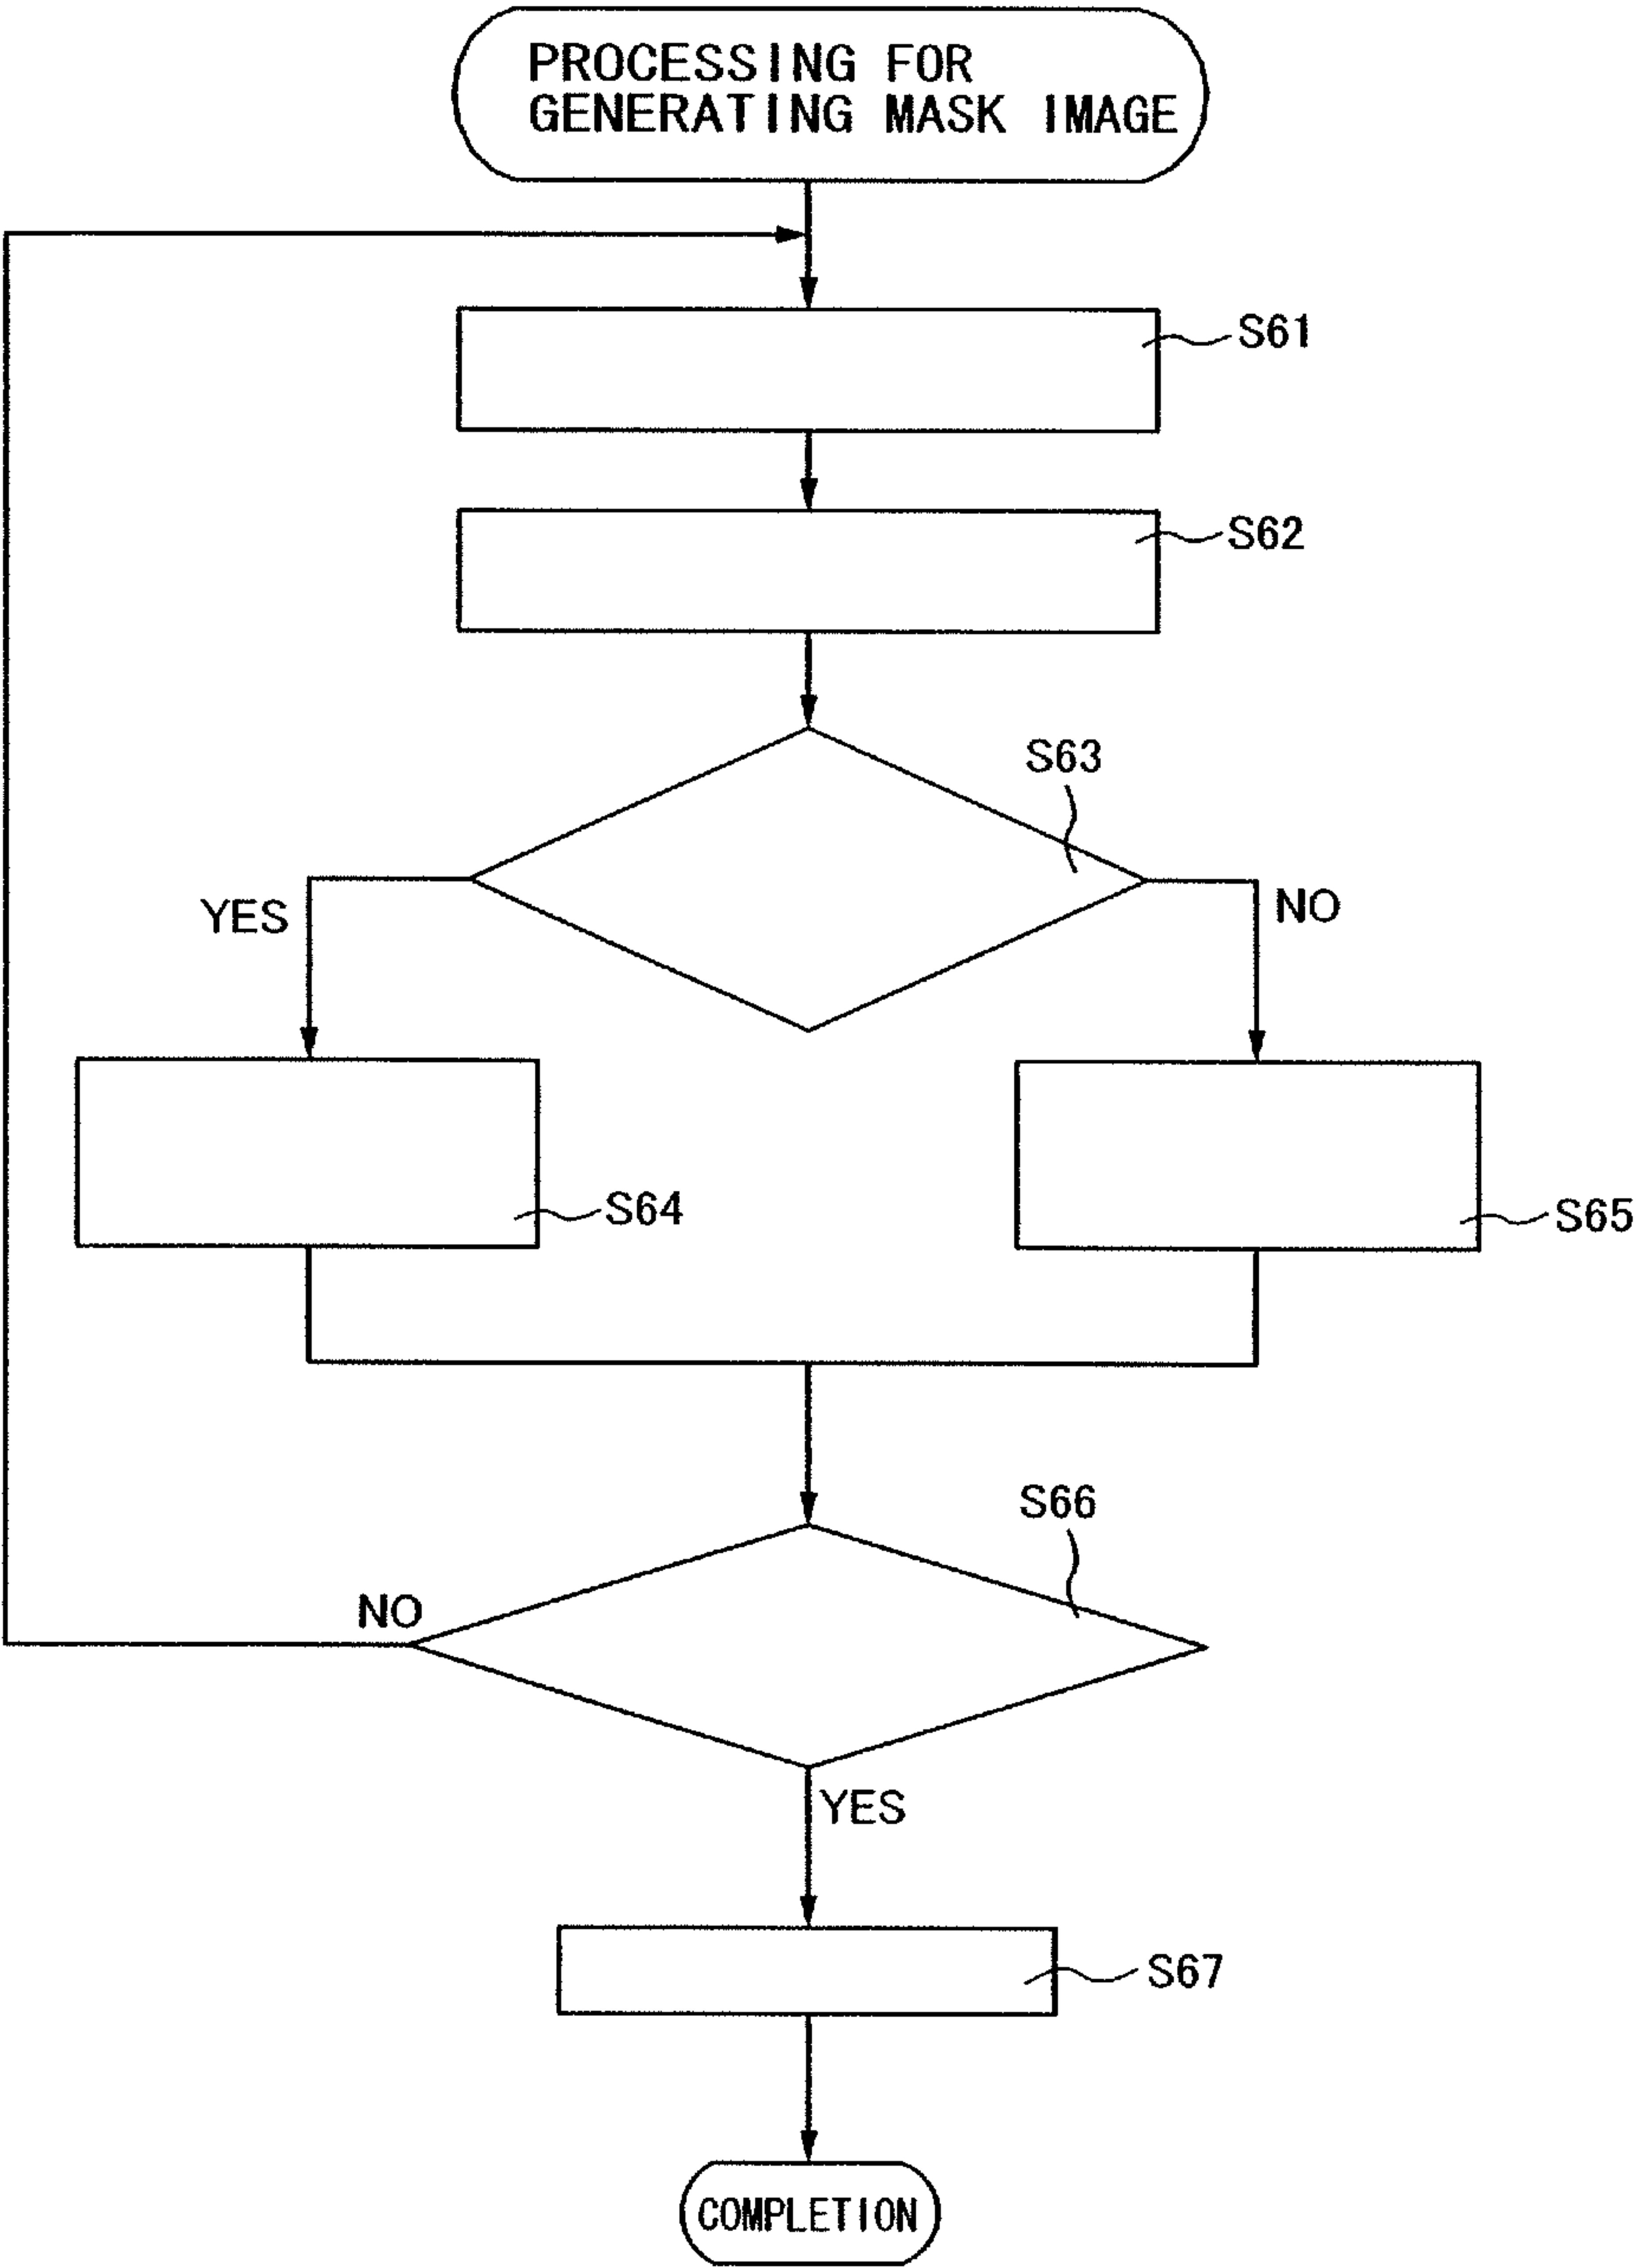 PROCESSING FOR
GENERATING MASK IMAGE
S61
S62
S63
YES
NO
S64
S65
S66
NO
YES
S67
COMPLETION